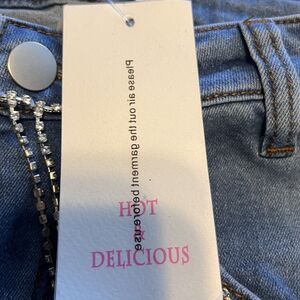 Please air out the garment before use
HOT
DELICIOUS